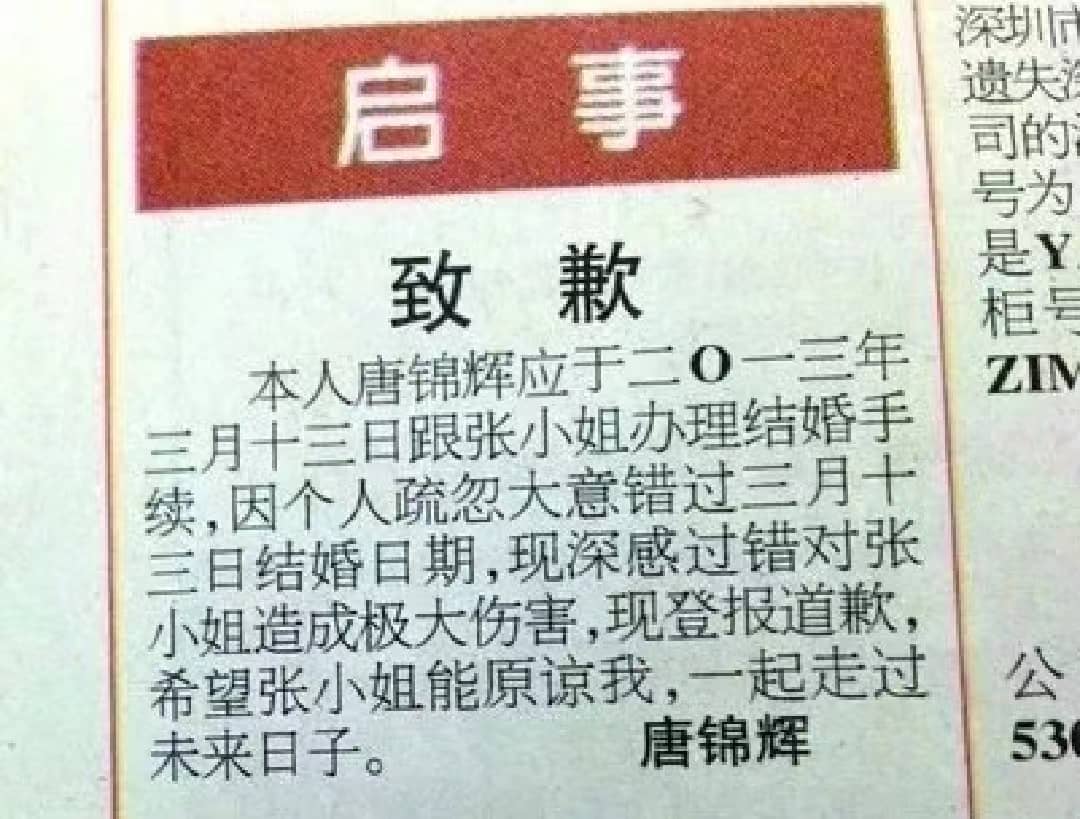 启事
致歉
本人唐锦辉应于二O一三年
三月十三日跟张小姐办理结婚手
续,因个人疏忽大意错过三月十
三日结婚日期,现深感过错对张
小姐造成极大伤害,现登报道歉,
希望张小姐能原谅我,一起走过
未来日子。
唐锦辉
深圳市
遗失深
司的
号为
是Y
柜号
ZIM
公
530